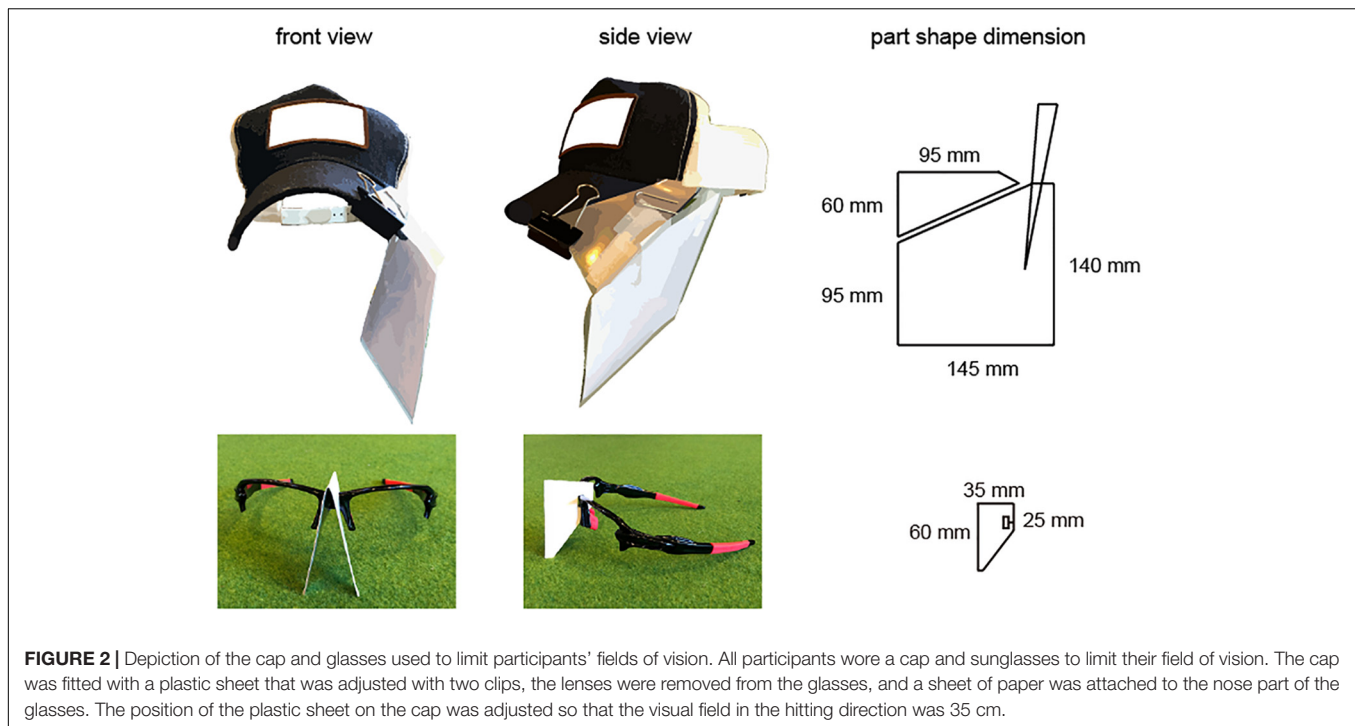 front view
side view
part shape dimension
95 mm
60 mm
95 mm
140 mm
145 mm
35 mm
60 mm
25 mm
FIGURE 2 | Depiction of the cap and glasses used to limit participants’ fields of vision. All participants wore a cap and sunglasses to limit their field of vision. The cap
was fitted with a plastic sheet that was adjusted with two clips, the lenses were removed from the glasses, and a sheet of paper was attached to the nose part of the
glasses. The position of the plastic sheet on the cap was adjusted so that the visual field in the hitting direction was 35 cm.